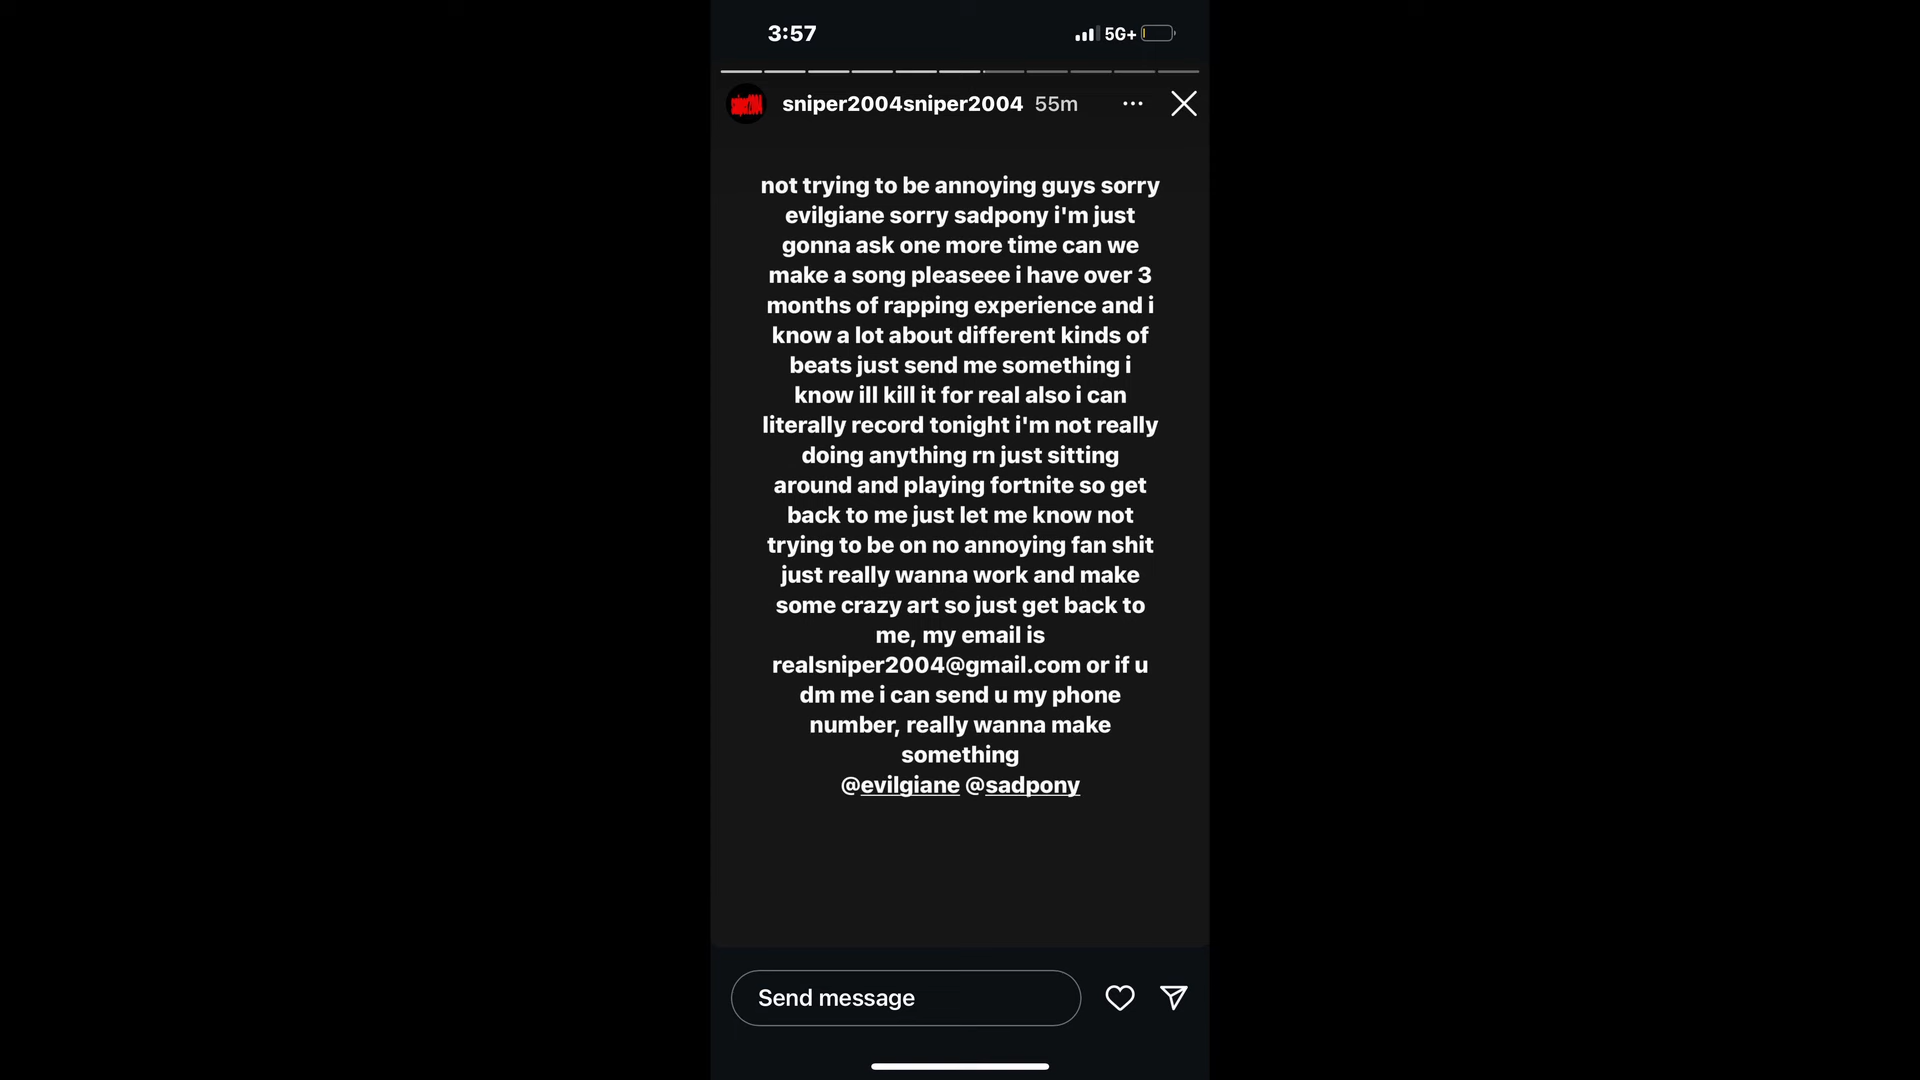 3:57
5G+
sniper2004
sniper2004sniper2004 55m
not trying to be annoying guys sorry
evilgiane sorry sadpony i'm just
gonna ask one more time can we
make a song pleaseee i have over 3
months of rapping experience and i
know a lot about different kinds of
beats just send me something i
know ill kill it for real also i can
literally record tonight i'm not really
doing anything rn just sitting
around and playing fortnite so get
back to me just let me know not
trying to be on no annoying fan shit
just really wanna work and make
some crazy art so just get back to
me, my email is
realsniper2004@gmail.com or if u
dm me i can send u my phone
number, really wanna make
something
@evilgiane @sadpony
Send message